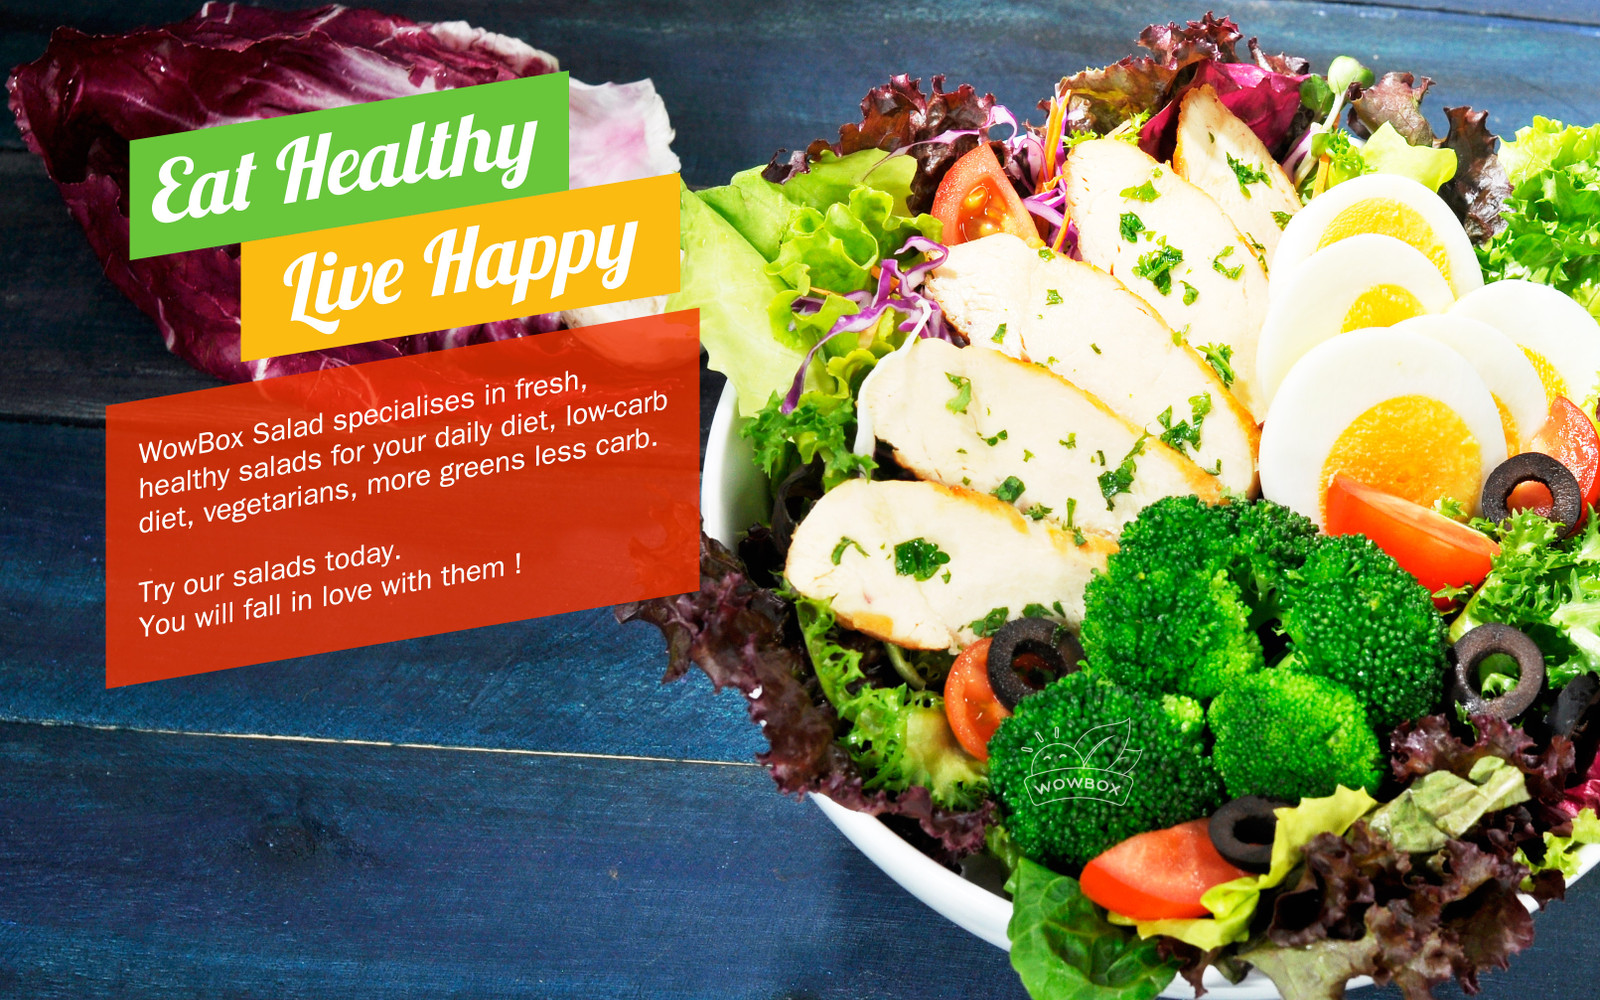 Eat Healthy
Live Happy
WowBox Salad specialises in fresh,
healthy salads for your daily diet, low-carb
diet, vegetarians, more greens less carb.
Try our salads today.
You will fall in love with them !
WOWBOX